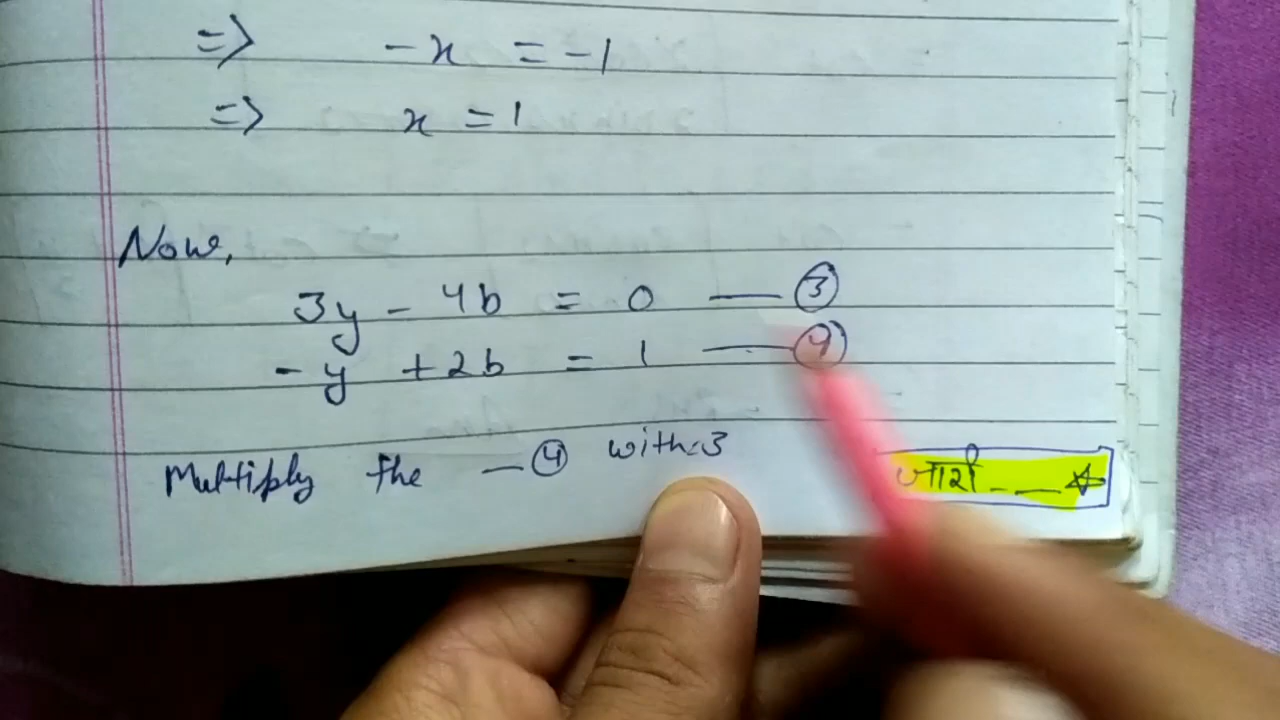 => -x = -1
=> x = 1
Now,
3y - 4b = 0 — ③
-y + 2b = 1 — ④
Multiply the — ④ with 3
जारी - — ☆